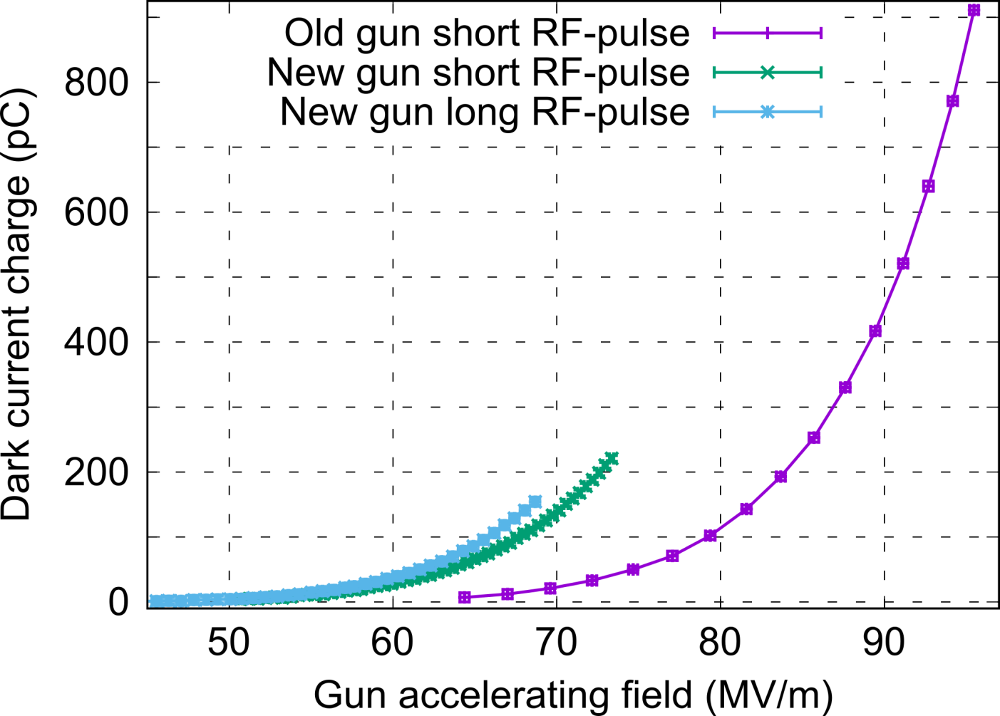 Old gun short RF-pulse
New gun short RF-pulse
New gun long RF-pulse
Dark current charge (pC)
800
600
400
200
0
50 60 70 80 90
Gun accelerating field (MV/m)